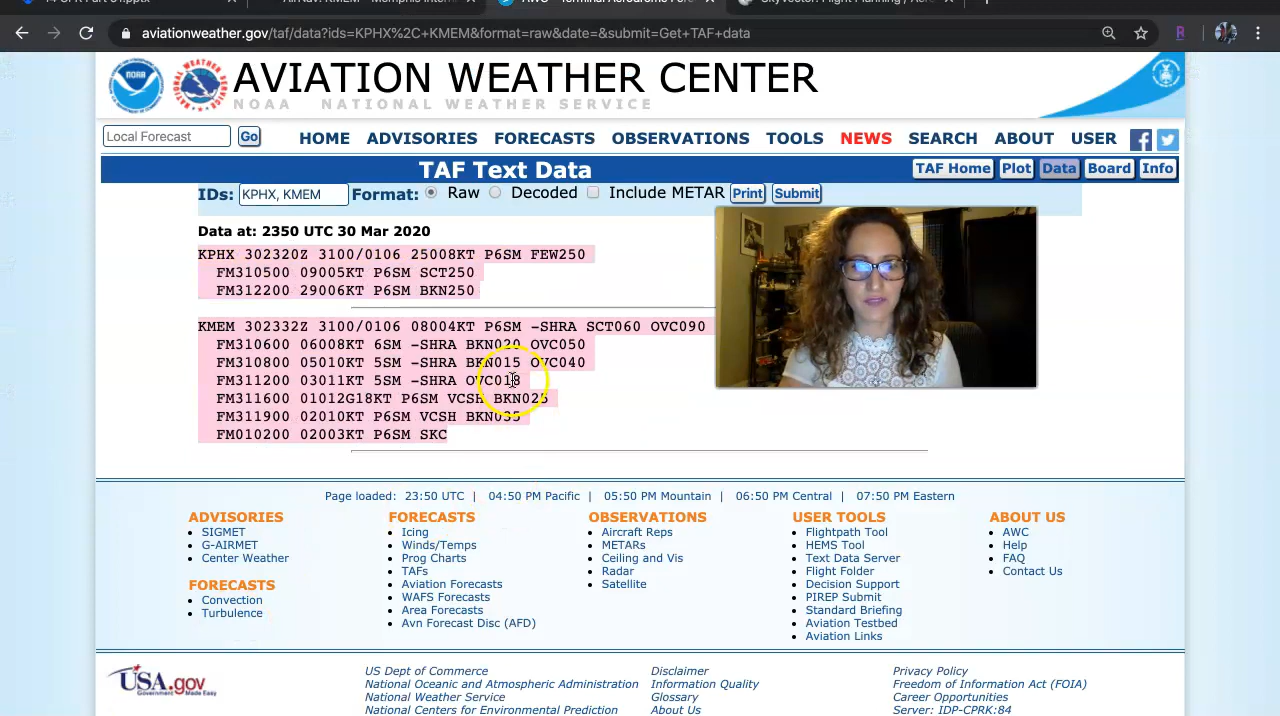 aviationweather.gov/taf/data?ids=KPHX%2C+KMEM&format=raw&date=&submit=Get+TAF+data
AVIATION WEATHER CENTER
NOAA NATIONAL WEATHER SERVICE
Local Forecast Go HOME ADVISORIES FORECASTS OBSERVATIONS TOOLS NEWS SEARCH ABOUT USER
TAF Text Data TAF Home Plot Data Board Info
IDs: KPHX, KMEM Format: Raw Decoded Include METAR Print Submit
Data at: 2350 UTC 30 Mar 2020
KPHX 302320Z 3100/0106 25008KT P6SM FEW250
FM310500 09005KT P6SM SCT250
FM312200 29006KT P6SM BKN250
KMEM 302332Z 3100/0106 08004KT P6SM -SHRA SCT060 OVC090
FM310600 06008KT 6SM -SHRA BKN020 OVC050
FM310800 05010KT 5SM -SHRA BKN015 OVC040
FM311200 03011KT 5SM -SHRA OVC018
FM311600 01012G18KT P6SM VCSH BKN025
FM311900 02010KT P6SM VCSH BKN035
FM010200 02003KT P6SM SKC
Page loaded: 23:50 UTC | 04:50 PM Pacific | 05:50 PM Mountain | 06:50 PM Central | 07:50 PM Eastern
ADVISORIES
SIGMET
G-AIRMET
Center Weather
FORECASTS
Convection
Turbulence
FORECASTS
Icing
Winds/Temps
Prog Charts
TAFs
Aviation Forecasts
WAFS Forecasts
Area Forecasts
Avn Forecast Disc (AFD)
OBSERVATIONS
Aircraft Reps
METARs
Ceiling and Vis
Radar
Satellite
USER TOOLS
Flightpath Tool
HEMS Tool
Text Data Server
Flight Folder
Decision Support
PIREP Submit
Standard Briefing
Aviation Testbed
Aviation Links
ABOUT US
AWC
Help
FAQ
Contact Us
USA.gov
US Dept of Commerce
National Oceanic and Atmospheric Administration
National Weather Service
National Centers for Environmental Prediction
Disclaimer
Information Quality
Glossary
About Us
Privacy Policy
Freedom of Information Act (FOIA)
Career Opportunities
Server: IDP-CPRK:84